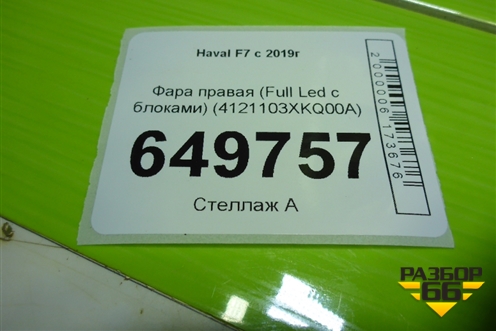 Haval F7 с 2019г
Фара правая (Full Led с
блоками) (4121103XKQ00A)
649757
Стеллаж А
2000006173676
РАЗБОР
66